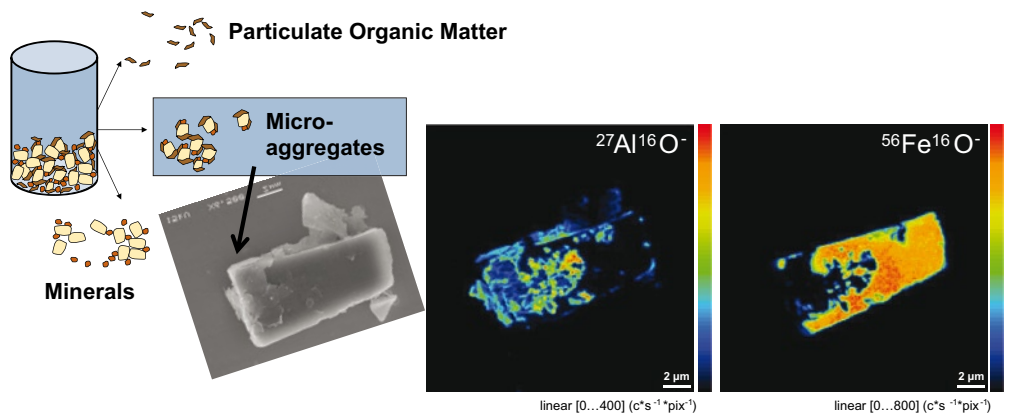 Particulate Organic Matter
Micro-
aggregates
Minerals
27Al16O-
56Fe16O-
2 µm
2 µm
linear [0...400] (c*s -1 *pix-1)
linear [0...800] (c*s -1*pix-1)